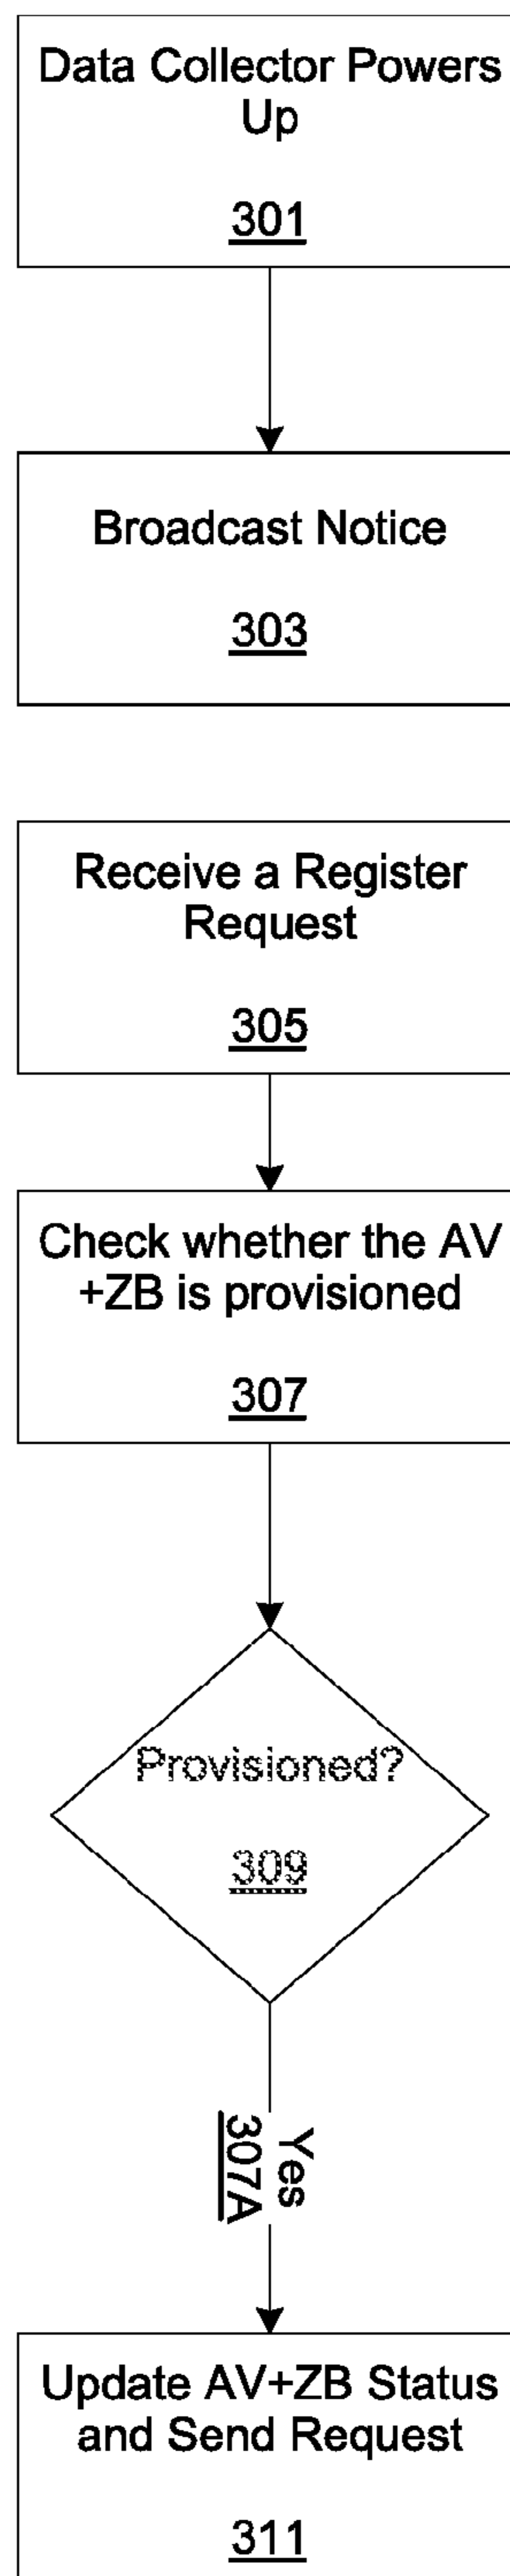 Data Collector Powers
Up
301
Broadcast Notice
303
Receive a Register
Request
305
Check whether the AV
+ZB is provisioned
307
Provisioned?
309
Yes
307A
Update AV+ZB Status
and Send Request
311